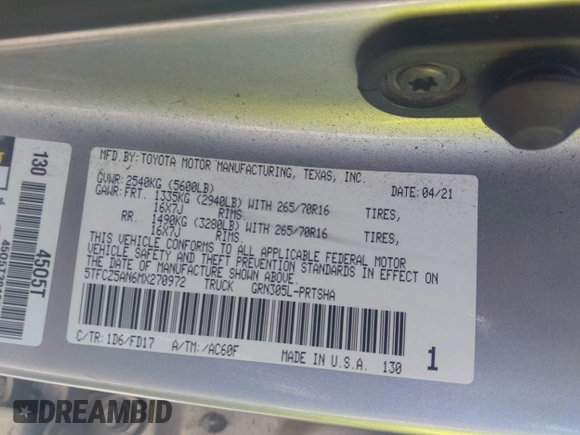 MFD.BY:TOYOTA MOTOR MANUFACTURING, TEXAS, INC.
GVWR:2540KG (5600LB) DATE: 04/21
GAWR:FRT. 1335KG (2940LB) WITH 265/70R16 TIRES,
16X7J RIMS.
RR. 1490KG (3280LB) WITH 265/70R16 TIRES,
16X7J RIMS.
THIS VEHICLE CONFORMS TO ALL APPLICABLE FEDERAL MOTOR
VEHICLE SAFETY AND THEFT PREVENTION STANDARDS IN EFFECT ON
THE DATE OF MANUFACTURE SHOWN ABOVE.
5TFCZ5AN6MX270972 TRUCK GRN305L-PRTSHA
C/TR: 1D6/FD17 A/TM: /AC60F
MADE IN U.S.A. 130 1
130
4505T
DREAMBID